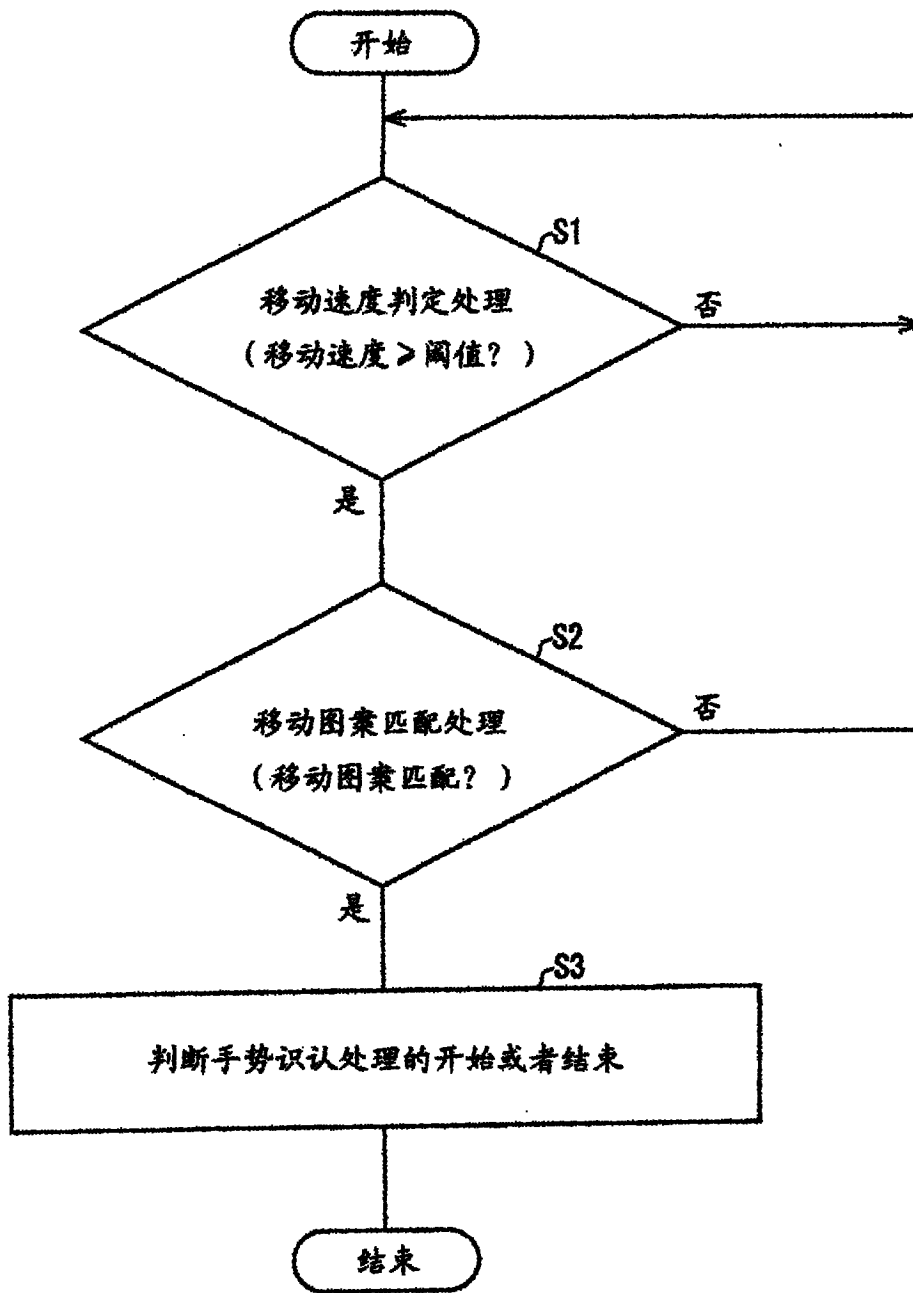 开始
S1
移动速度判定处理
(移动速度≥阈值?)
否
是
S2
移动图案匹配处理
(移动图案匹配?)
否
是
S3
判断手势识认处理的开始或者结束
结束